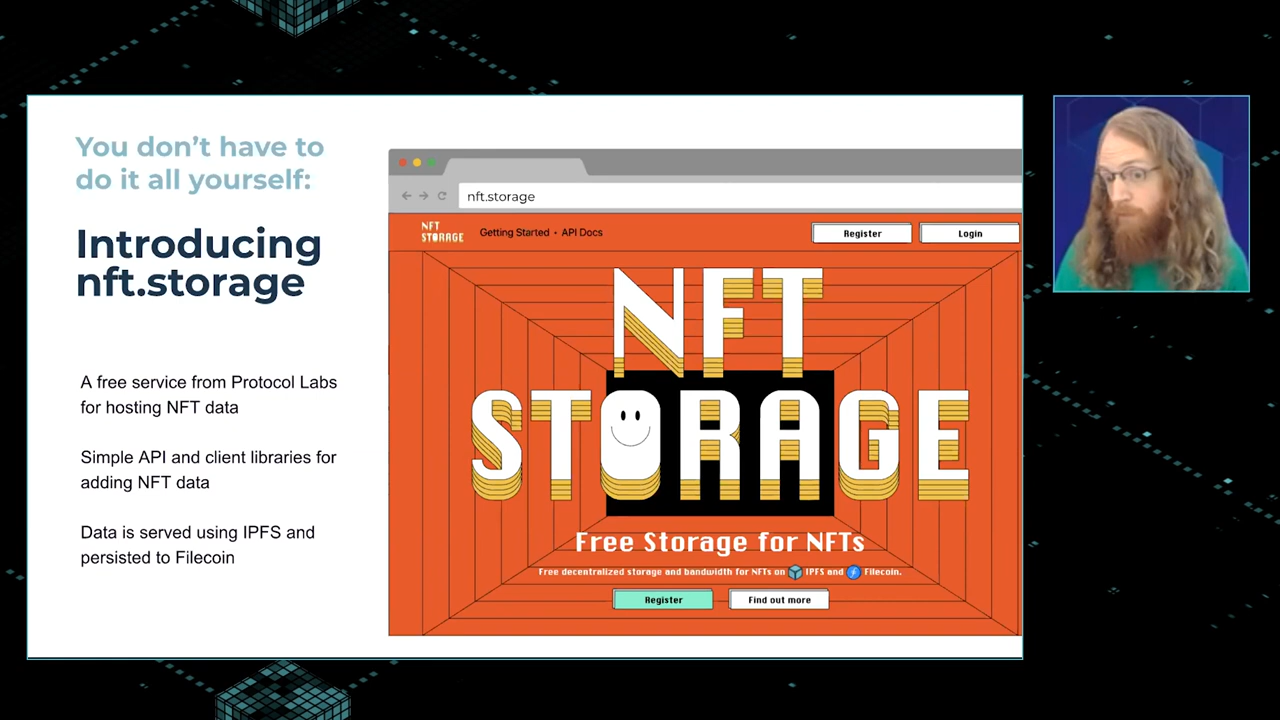 You don't have to
do it all yourself:
Introducing
nft.storage
A free service from Protocol Labs
for hosting NFT data
Simple API and client libraries for
adding NFT data
Data is served using IPFS and
persisted to Filecoin
nft.storage
NFT
STORAGE
Getting Started • API Docs
Register
Login
NFT
STORAGE
Free Storage for NFTs
Free decentralized storage and bandwidth for NFTs on IPFS and Filecoin.
Register
Find out more